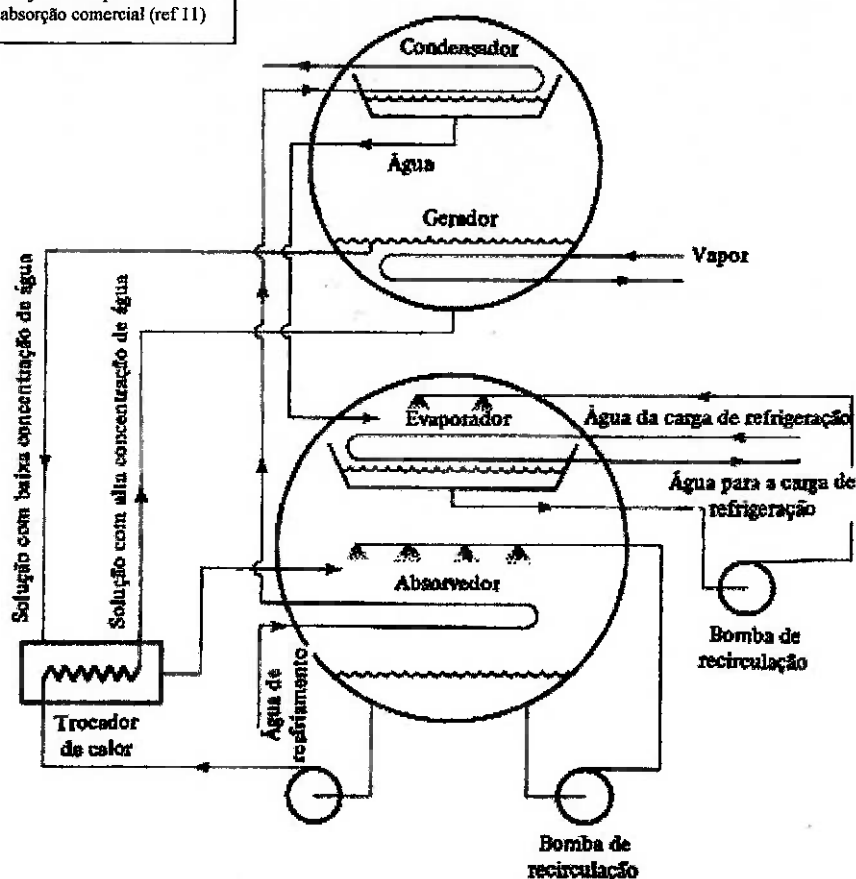 absorção comercial (ref 11)
Condensador
Água
Gerador
Vapor
Solução com baixa concentração de água
Solução com alta concentração de água
Evaporador
Água da carga de refrigeração
Água para a carga de
refrigeração
Absorvedor
Bomba de
recirculação
Água de
resfriamento
Trocador
de calor
Bomba de
recirculação